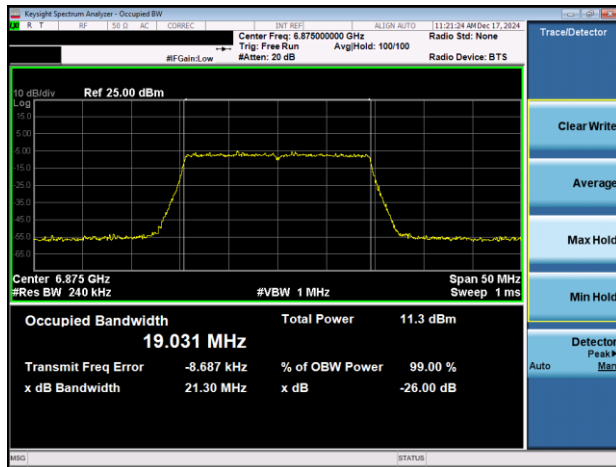 Keysight Spectrum Analyzer - Occupied BW
R T RF 50 Ω AC CORREC INT REF ALIGN AUTO 11:21:24 AM Dec 17, 2024
Center Freq: 6.875000000 GHz Radio Std: None
Trig: Free Run Avg|Hold: 100/100
#IFGain:Low #Atten: 20 dB Radio Device: BTS
10 dB/div Ref 25.00 dBm
Log
15.0
5.00
-5.00
-15.0
-25.0
-35.0
-45.0
-55.0
-65.0
Center 6.875 GHz Span 50 MHz
#Res BW 240 kHz #VBW 1 MHz Sweep 1 ms
Occupied Bandwidth Total Power 11.3 dBm
19.031 MHz
Transmit Freq Error -8.687 kHz % of OBW Power 99.00 %
x dB Bandwidth 21.30 MHz x dB -26.00 dB
MSG STATUS
Trace/Detector
Clear Write
Average
Max Hold
Min Hold
Detector
Peak
Auto Man